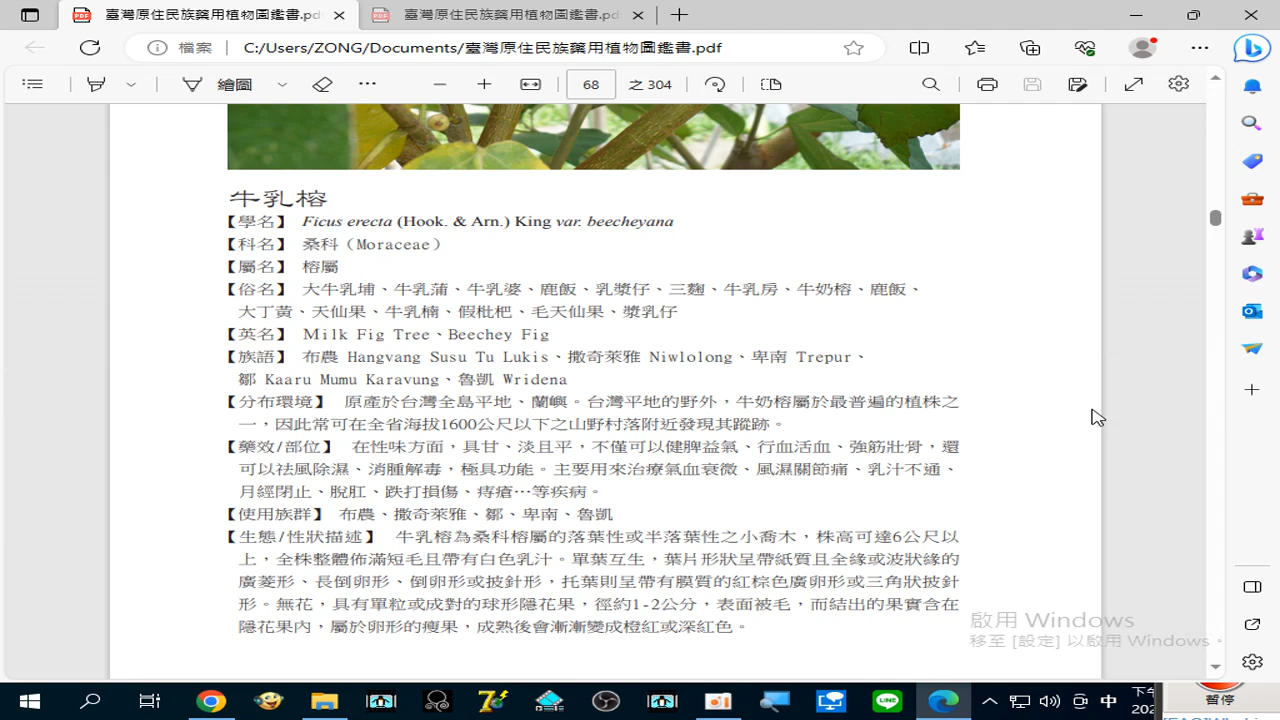 臺灣原住民族藥用植物圖鑑書.pdf
臺灣原住民族藥用植物圖鑑書.pdf
檔案 C:/Users/ZONG/Documents/臺灣原住民族藥用植物圖鑑書.pdf
繪圖 68 之 304
牛乳榕
【學名】 Ficus erecta (Hook. & Arn.) King var. beecheyana
【科名】 桑科（Moraceae）
【屬名】 榕屬
【俗名】 大牛乳埔、牛乳蒲、牛乳婆、鹿飯、乳漿仔、三麴、牛乳房、牛奶榕、鹿飯、
大丁黃、天仙果、牛乳楠、假枇杷、毛天仙果、漿乳仔
【英名】 Milk Fig Tree、Beechey Fig
【族語】 布農 Hangvang Susu Tu Lukis、撒奇萊雅 Niwlolong、卑南 Trepur、
鄒 Kaaru Mumu Karavung、魯凱 Wridena
【分布環境】 原產於台灣全島平地、蘭嶼。台灣平地的野外，牛奶榕屬於最普遍的植株之
一，因此常可在全省海拔1600公尺以下之山野村落附近發現其蹤跡。
【藥效/部位】 在性味方面，具甘、淡且平，不僅可以健脾益氣、行血活血、強筋壯骨，還
可以祛風除濕、消腫解毒，極具功能。主要用來治療氣血衰微、風濕關節痛、乳汁不通、
月經閉止、脫肛、跌打損傷、痔瘡…等疾病。
【使用族群】 布農、撒奇萊雅、鄒、卑南、魯凱
【生態/性狀描述】 牛乳榕為桑科榕屬的落葉性或半落葉性之小喬木，株高可達6公尺以
上，全株整體佈滿短毛且帶有白色乳汁。單葉互生，葉片形狀呈帶紙質且全緣或波狀緣的
廣菱形、長倒卵形、倒卵形或披針形，托葉則呈帶有膜質的紅棕色廣卵形或三角狀披針
形。無花，具有單粒或成對的球形隱花果，徑約1-2公分，表面被毛，而結出的果實含在
隱花果內，屬於卵形的瘦果，成熟後會漸漸變成橙紅或深紅色。
啟用 Windows
移至 [設定] 以啟用 Windows。
中 下午
202
暫停